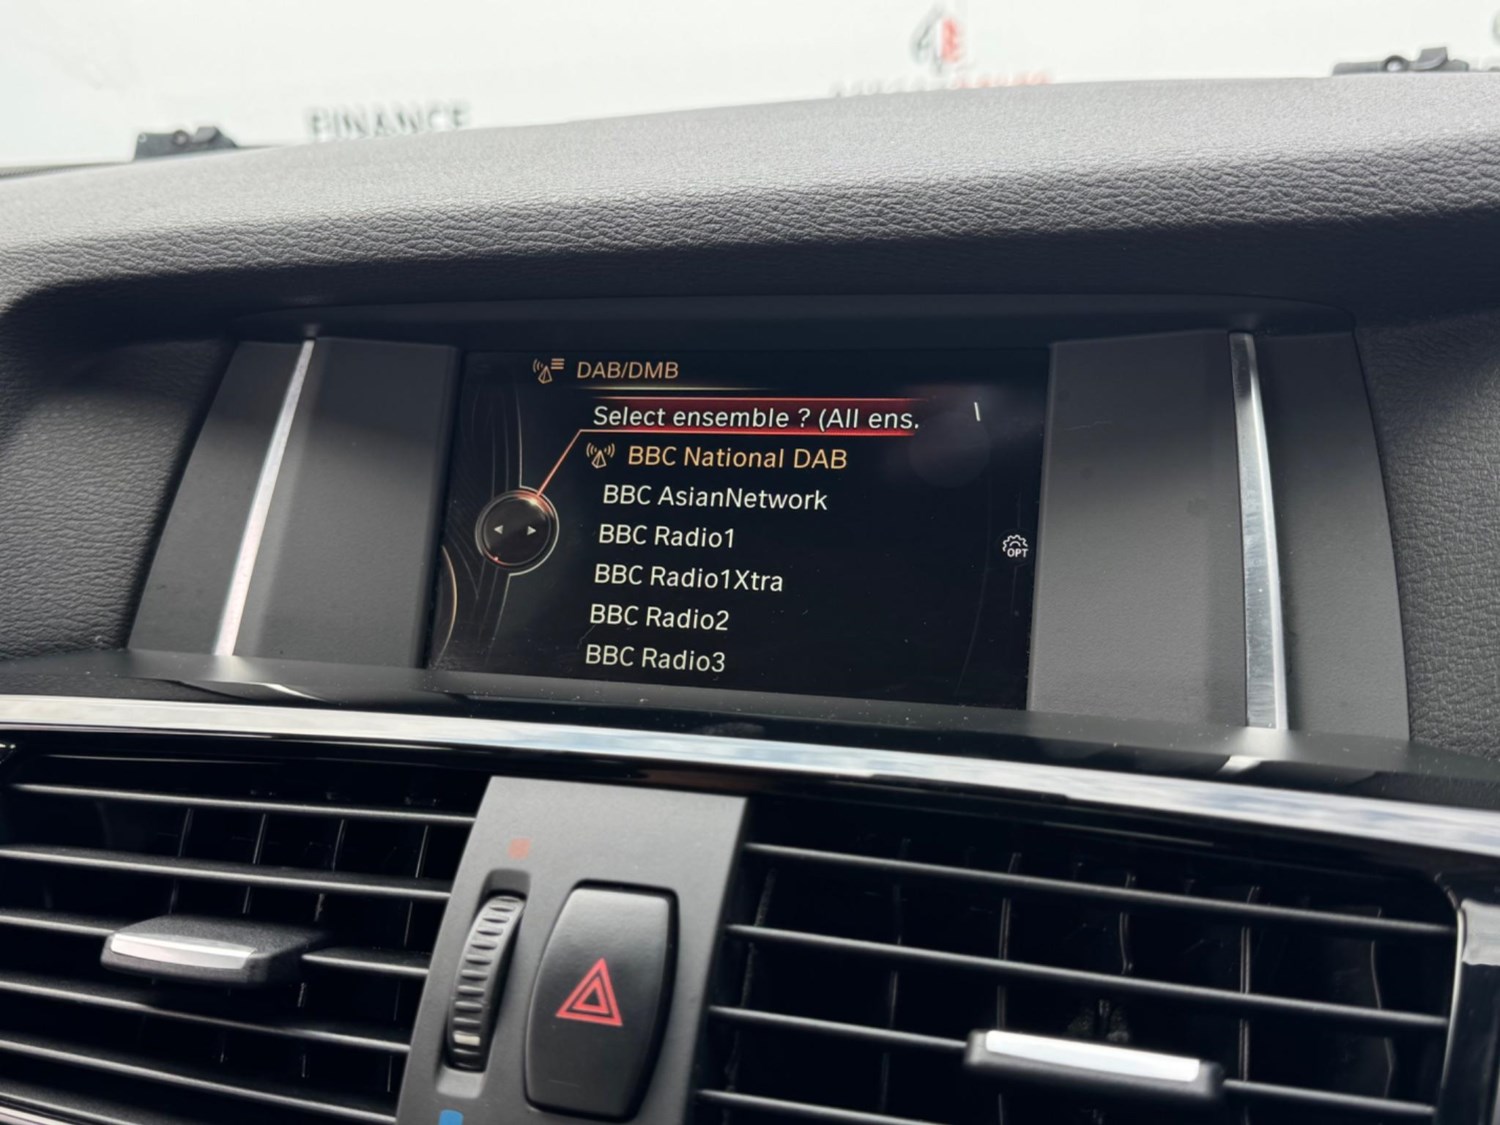 FINANCE
DAB/DMB
Select ensemble ? (All ens.
BBC National DAB
BBC AsianNetwork
BBC Radio1
OPT
BBC Radio1Xtra
BBC Radio2
BBC Radio3